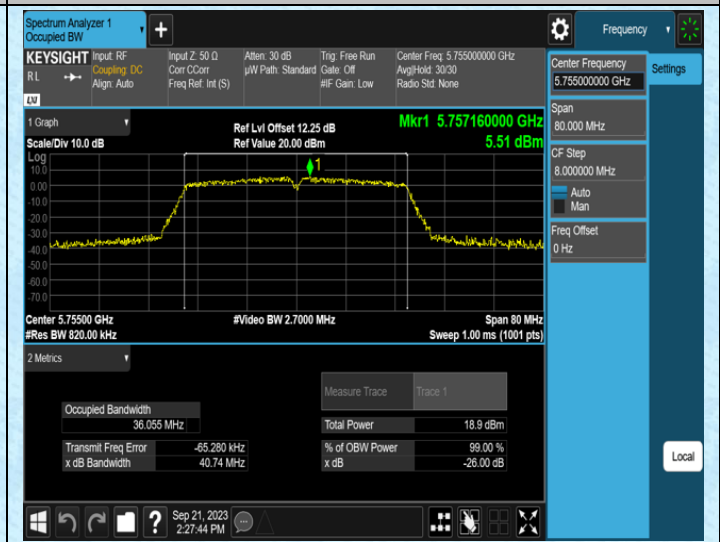 Spectrum Analyzer 1
Occupied BW
+
Frequency
KEYSIGHT
Input: RF
Coupling: DC
Align: Auto
Input Z: 50 Ω
Corr CCorr
Freq Ref: Int (S)
Atten: 30 dB
µW Path: Standard
Trig: Free Run
Gate: Off
#IF Gain: Low
Center Freq: 5.755000000 GHz
Avg|Hold: 30/30
Radio Std: None
R L
LXI
Center Frequency
5.755000000 GHz
Settings
Span
80.000 MHz
CF Step
8.000000 MHz
Auto
Man
Freq Offset
0 Hz
Local
1 Graph
Scale/Div 10.0 dB
Ref Lvl Offset 12.25 dB
Ref Value 20.00 dBm
Mkr1 5.757160000 GHz
5.51 dBm
Log
10.0
0.00
-10.0
-20.0
-30.0
-40.0
-50.0
-60.0
-70.0
1
Center 5.75500 GHz
#Res BW 820.00 kHz
#Video BW 2.7000 MHz
Span 80 MHz
Sweep 1.00 ms (1001 pts)
2 Metrics
Measure Trace Trace 1
Occupied Bandwidth
36.055 MHz
Total Power 18.9 dBm
Transmit Freq Error -65.280 kHz
% of OBW Power 99.00 %
x dB Bandwidth 40.74 MHz
x dB -26.00 dB
?
Sep 21, 2023
2:27:44 PM